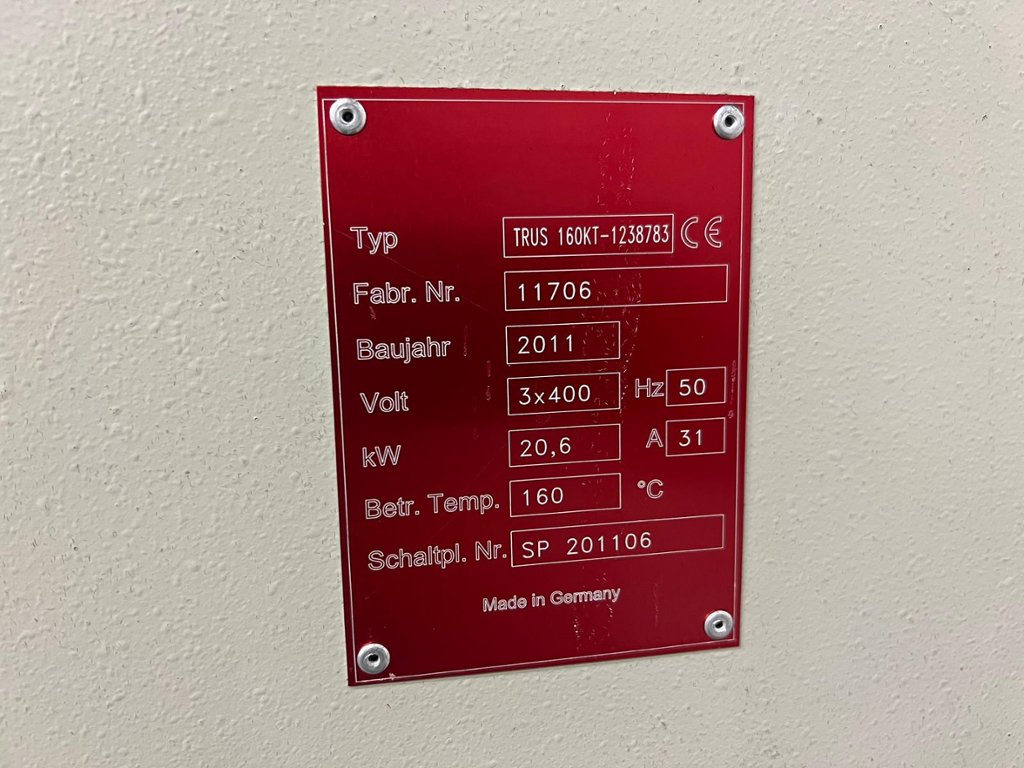 Typ TRUS 160KT-1238783 CE
Fabr. Nr. 11706
Baujahr 2011
Volt 3x400 Hz 50
kW 20,6 A 31
Betr. Temp. 160 °C
Schaltpl. Nr. SP 201106
Made in Germany